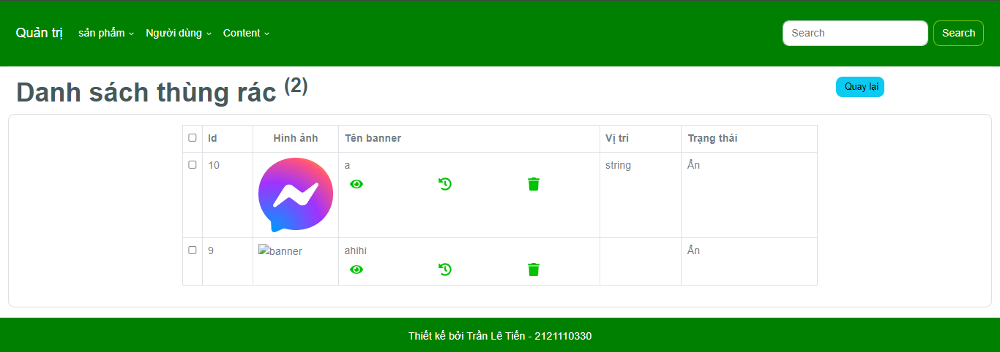 Quản trị sản phẩm Người dùng Content Search Search
Danh sách thùng rác (2) Quay lại
Id Hình ảnh Tên banner Vị trí Trạng thái
10 a string Ẩn
9 banner ahihi Ẩn
Thiết kế bởi Trần Lê Tiến - 2121110330